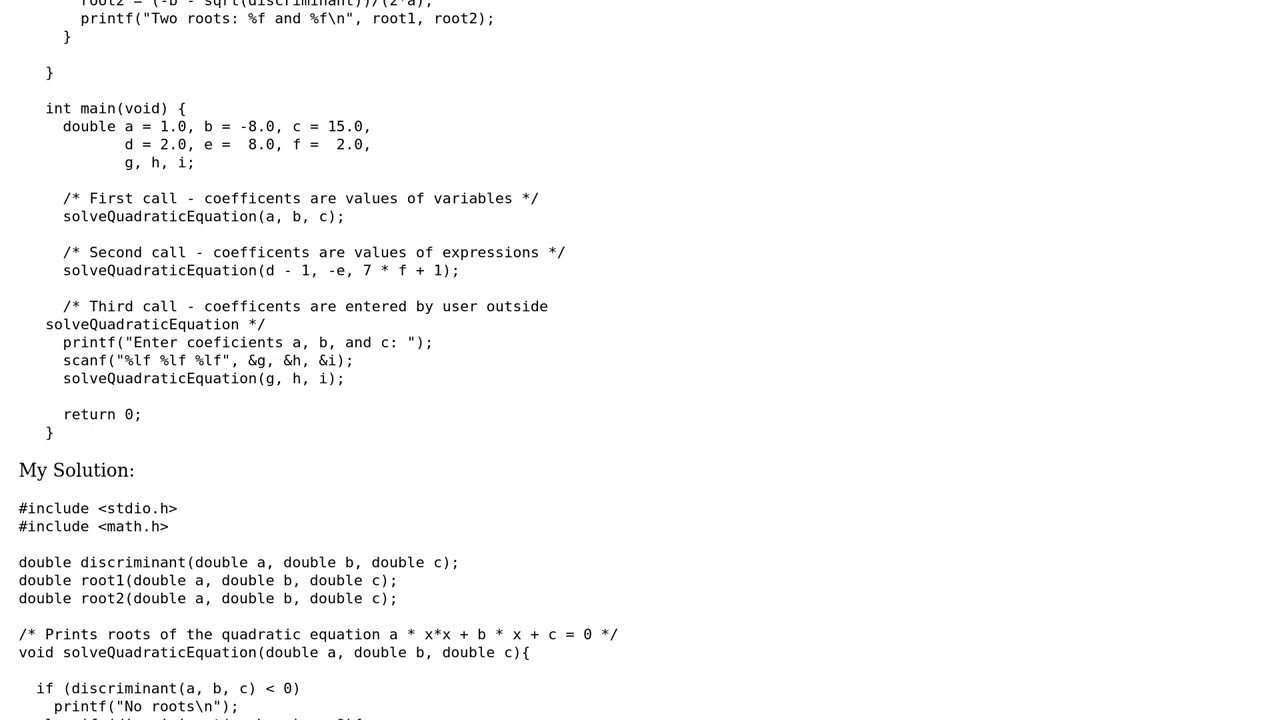 root2 = (-b - sqrt(discriminant))/(2*a);
printf("Two roots: %f and %f\n", root1, root2);
}
}
int main(void) {
double a = 1.0, b = -8.0, c = 15.0,
d = 2.0, e =  8.0, f =  2.0,
g, h, i;
/* First call - coefficents are values of variables */
solveQuadraticEquation(a, b, c);
/* Second call - coefficents are values of expressions */
solveQuadraticEquation(d - 1, -e, 7 * f + 1);
/* Third call - coefficents are entered by user outside
solveQuadraticEquation */
printf("Enter coeficients a, b, and c: ");
scanf("%lf %lf %lf", &g, &h, &i);
solveQuadraticEquation(g, h, i);
return 0;
}
My Solution:
#include <stdio.h>
#include <math.h>
double discriminant(double a, double b, double c);
double root1(double a, double b, double c);
double root2(double a, double b, double c);
/* Prints roots of the quadratic equation a * x*x + b * x + c = 0 */
void solveQuadraticEquation(double a, double b, double c){
if (discriminant(a, b, c) < 0)
printf("No roots\n");